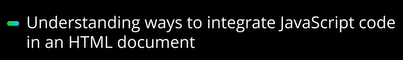 Understanding ways to integrate JavaScript code
in an HTML document